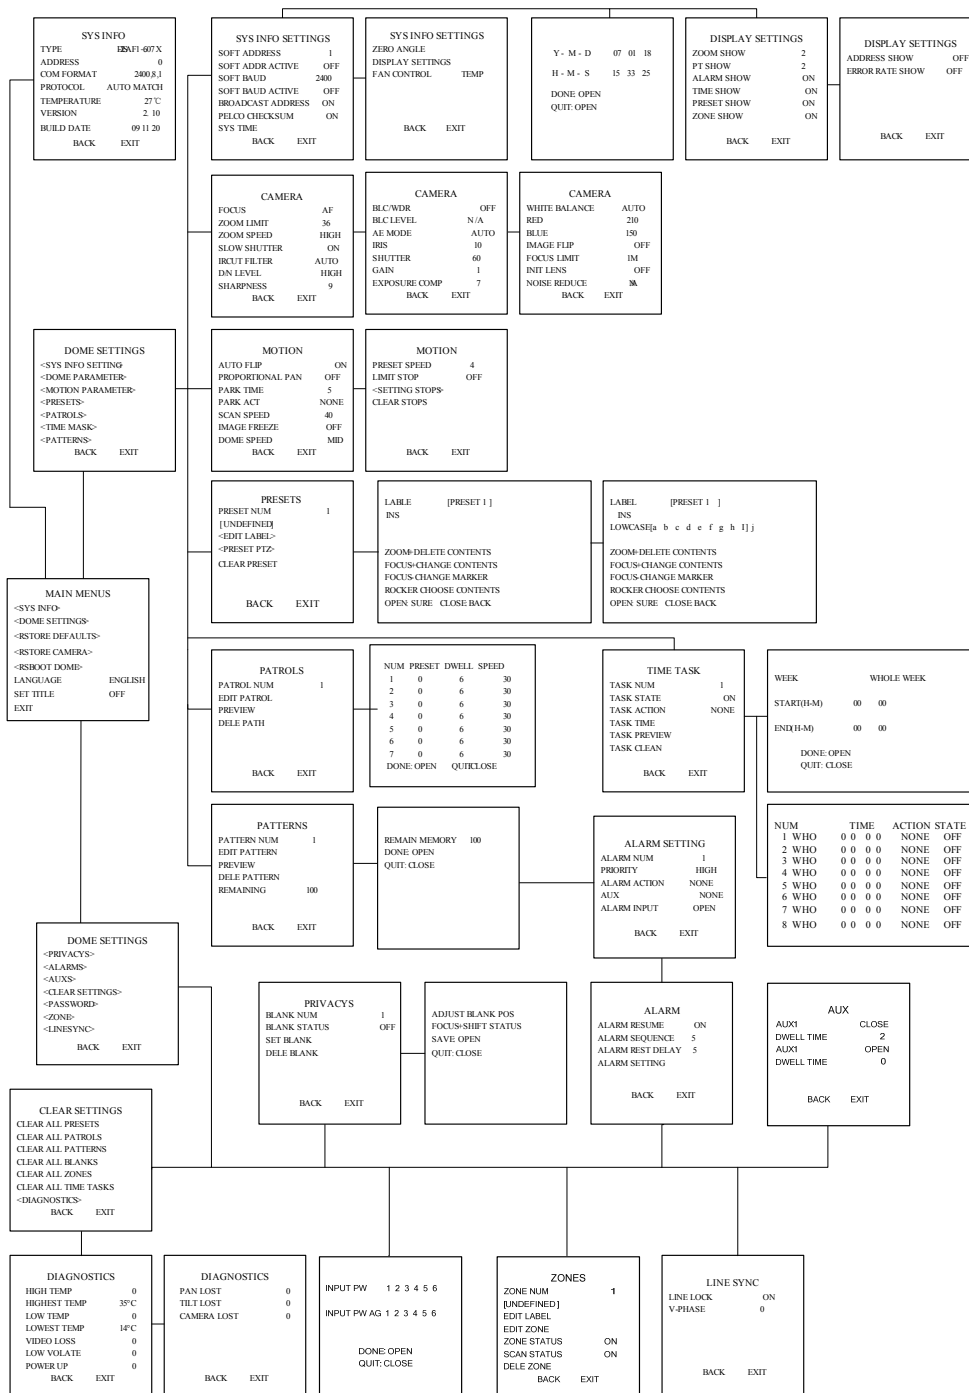 SYS INFO
TYPE
ADDRESS 0
COM FORMAT 2400,8,1
PROTOCOL AUTO MATCH
TEMPERATURE 27℃
VERSION 2. 10
BUILD DATE 09 11 20
BACK EXIT
SYS INFO SETTINGS
SOFT ADDRESS 1
SOFT ADDR ACTIVE OFF
SOFT BAUD 2400
SOFT BAUD ACTIVE OFF
BROADCAST ADDRESS ON
PELCO CHECKSUM ON
SYS TIME
BACK EXIT
SYS INFO SETTINGS
ZERO ANGLE
DISPLAY SETTINGS
FAN CONTROL TEMP
BACK EXIT
Y - M - D 07 01 18
H - M - S 15 33 25
DONE: OPEN
QUIT: OPEN
DISPLAY SETTINGS
ZOOM SHOW 2
PT SHOW 2
ALARM SHOW ON
TIME SHOW ON
PRESET SHOW ON
ZONE SHOW ON
BACK EXIT
DISPLAY SETTINGS
ADDRESS SHOW OFF
ERROR RATE SHOW OFF
BACK EXIT
CAMERA
FOCUS AF
ZOOM LIMIT 36
ZOOM SPEED HIGH
SLOW SHUTTER ON
IRCUT FILTER AUTO
D/N LEVEL HIGH
SHARPNESS 9
BACK EXIT
CAMERA
BLC/WDR OFF
BLC LEVEL N/A
AE MODE AUTO
IRIS 10
SHUTTER 60
GAIN 1
EXPOSURE COMP 7
BACK EXIT
CAMERA
WHITE BALANCE AUTO
RED 210
BLUE 150
IMAGE FLIP OFF
FOCUS LIMIT 1M
INIT LENS OFF
NOISE REDUCE
BACK EXIT
DOME SETTINGS
<SYS INFO SETTING>
<DOME PARAMETER>
<MOTION PARAMETER>
<PRESETS>
<PATROLS>
<TIME MASK>
<PATTERNS>
BACK EXIT
MOTION
AUTO FLIP ON
PROPORTIONAL PAN OFF
PARK TIME 5
PARK ACT NONE
SCAN SPEED 40
IMAGE FREEZE OFF
DOME SPEED MID
BACK EXIT
MOTION
PRESET SPEED 4
LIMIT STOP OFF
<SETTING STOPS>
CLEAR STOPS
BACK EXIT
PRESETS
PRESET NUM 1
[UNDEFINED]
<EDIT LABEL>
<PRESET PTZ>
CLEAR PRESET
BACK EXIT
LABLE [PRESET 1 ]
INS
ZOOM+DELETE CONTENTS
FOCUS+CHANGE CONTENTS
FOCUS-CHANGE MARKER
ROCKER CHOOSE CONTENTS
OPEN: SURE CLOSE BACK
LABEL [PRESET 1 ]
INS
LOWCASE[a b c d e f g h I] j
ZOOM+DELETE CONTENTS
FOCUS+CHANGE CONTENTS
FOCUS-CHANGE MARKER
ROCKER CHOOSE CONTENTS
OPEN: SURE CLOSE BACK
MAIN MENUS
<SYS INFO>
<DOME SETTINGS>
<RSTORE DEFAULTS>
<RSTORE CAMERA>
<RSBOOT DOME>
LANGUAGE ENGLISH
SET TITLE OFF
EXIT
PATROLS
PATROL NUM 1
EDIT PATROL
PREVIEW
DELE PATH
BACK EXIT
NUM PRESET DWELL SPEED
1 0 6 30
2 0 6 30
3 0 6 30
4 0 6 30
5 0 6 30
6 0 6 30
7 0 6 30
DONE: OPEN QUIT:CLOSE
TIME TASK
TASK NUM 1
TASK STATE ON
TASK ACTION NONE
TASK TIME
TASK PREVIEW
TASK CLEAN
BACK EXIT
WEEK WHOLE WEEK
START(H-M) 00 00
END(H-M) 00 00
DONE: OPEN
QUIT: CLOSE
PATTERNS
PATTERN NUM 1
EDIT PATTERN
PREVIEW
DELE PATTERN
REMAINING 100
BACK EXIT
REMAIN MEMORY 100
DONE: OPEN
QUIT: CLOSE
ALARM SETTING
ALARM NUM 1
PRIORITY HIGH
ALARM ACTION NONE
AUX NONE
ALARM INPUT OPEN
BACK EXIT
NUM TIME ACTION STATE
1 WHO 0 0 0 0 NONE OFF
2 WHO 0 0 0 0 NONE OFF
3 WHO 0 0 0 0 NONE OFF
4 WHO 0 0 0 0 NONE OFF
5 WHO 0 0 0 0 NONE OFF
6 WHO 0 0 0 0 NONE OFF
7 WHO 0 0 0 0 NONE OFF
8 WHO 0 0 0 0 NONE OFF
DOME SETTINGS
<PRIVACYS>
<ALARMS>
<AUXS>
<CLEAR SETTINGS>
<PASSWORD>
<ZONE>
<LINESYNC>
BACK EXIT
PRIVACYS
BLANK NUM 1
BLANK STATUS OFF
SET BLANK
DELE BLANK
BACK EXIT
ADJUST BLANK POS
FOCUS+SHIFT STATUS
SAVE: OPEN
QUIT: CLOSE
ALARM
ALARM RESUME ON
ALARM SEQUENCE 5
ALARM REST DELAY 5
ALARM SETTING
BACK EXIT
AUX
AUX1 CLOSE
DWELL TIME 2
AUX1 OPEN
DWELL TIME 0
BACK EXIT
CLEAR SETTINGS
CLEAR ALL PRESETS
CLEAR ALL PATROLS
CLEAR ALL PATTERNS
CLEAR ALL BLANKS
CLEAR ALL ZONES
CLEAR ALL TIME TASKS
<DIAGNOSTICS>
BACK EXIT
DIAGNOSTICS
HIGH TEMP 0
HIGHEST TEMP 35°C
LOW TEMP 0
LOWEST TEMP 14°C
VIDEO LOSS 0
LOW VOLATE 0
POWER UP 0
BACK EXIT
DIAGNOSTICS
PAN LOST 0
TILT LOST 0
CAMERA LOST 0
BACK EXIT
INPUT PW 1 2 3 4 5 6
INPUT PW AG 1 2 3 4 5 6
DONE: OPEN
QUIT: CLOSE
ZONES
ZONE NUM 1
[UNDEFINED]
EDIT LABEL
EDIT ZONE
ZONE STATUS ON
SCAN STATUS ON
DELE ZONE
BACK EXIT
LINE SYNC
LINE LOCK ON
V-PHASE 0
BACK EXIT